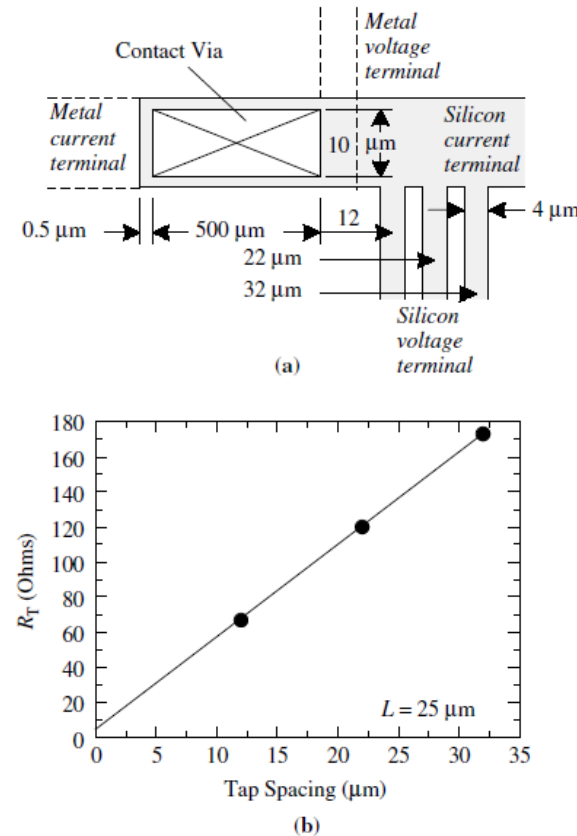 Contact Via
Metal
voltage
terminal
Metal
current
terminal
10 μm
Silicon
current
terminal
0.5 μm
500 μm
12
4 μm
22 μm
32 μm
Silicon
voltage
terminal
(a)
180
160
140
120
100
80
60
40
20
0
R_T (Ohms)
L = 25 μm
0 5 10 15 20 25 30 35
Tap Spacing (μm)
(b)